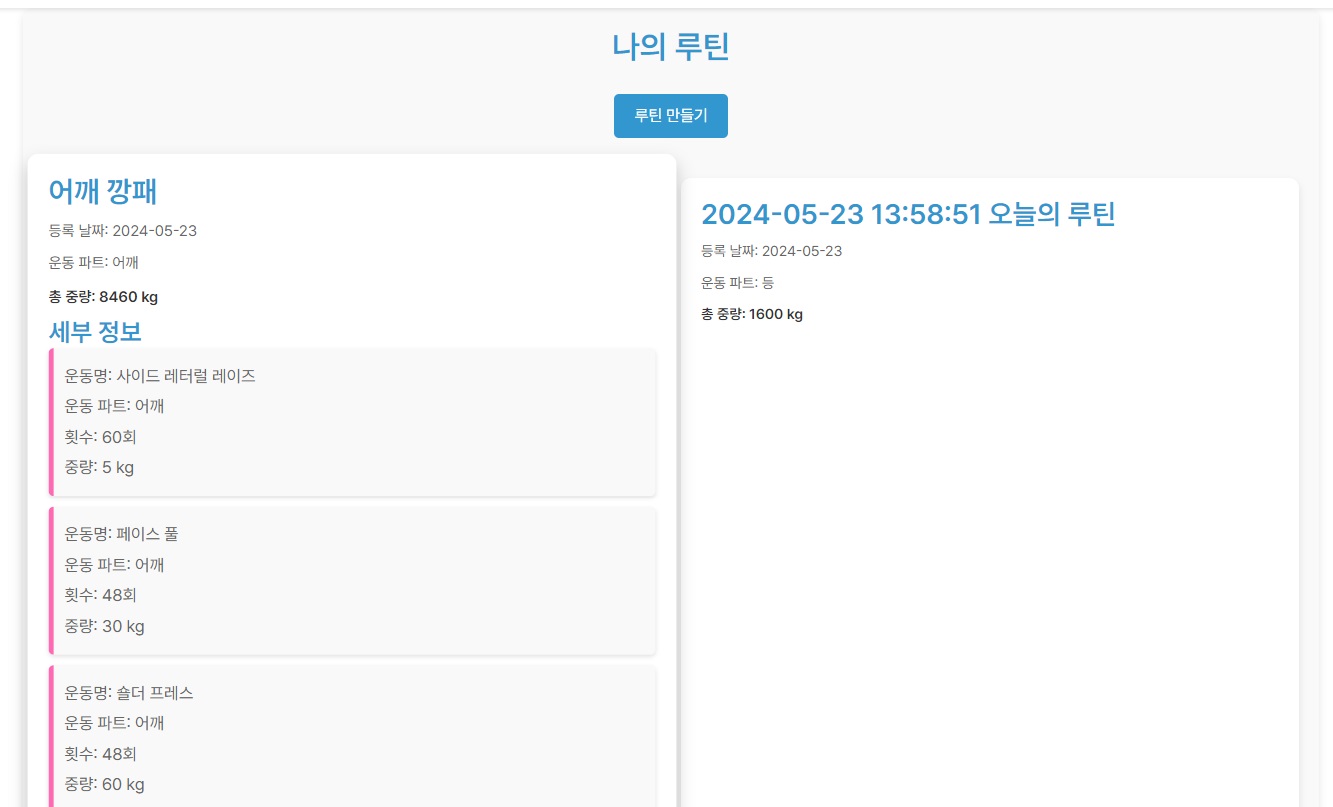 나의 루틴
루틴 만들기
어깨 깡패
등록 날짜: 2024-05-23
운동 파트: 어깨
총 중량: 8460 kg
세부 정보
운동명: 사이드 레터럴 레이즈
운동 파트: 어깨
횟수: 60회
중량: 5 kg
운동명: 페이스 풀
운동 파트: 어깨
횟수: 48회
중량: 30 kg
운동명: 숄더 프레스
운동 파트: 어깨
횟수: 48회
중량: 60 kg
2024-05-23 13:58:51 오늘의 루틴
등록 날짜: 2024-05-23
운동 파트: 등
총 중량: 1600 kg